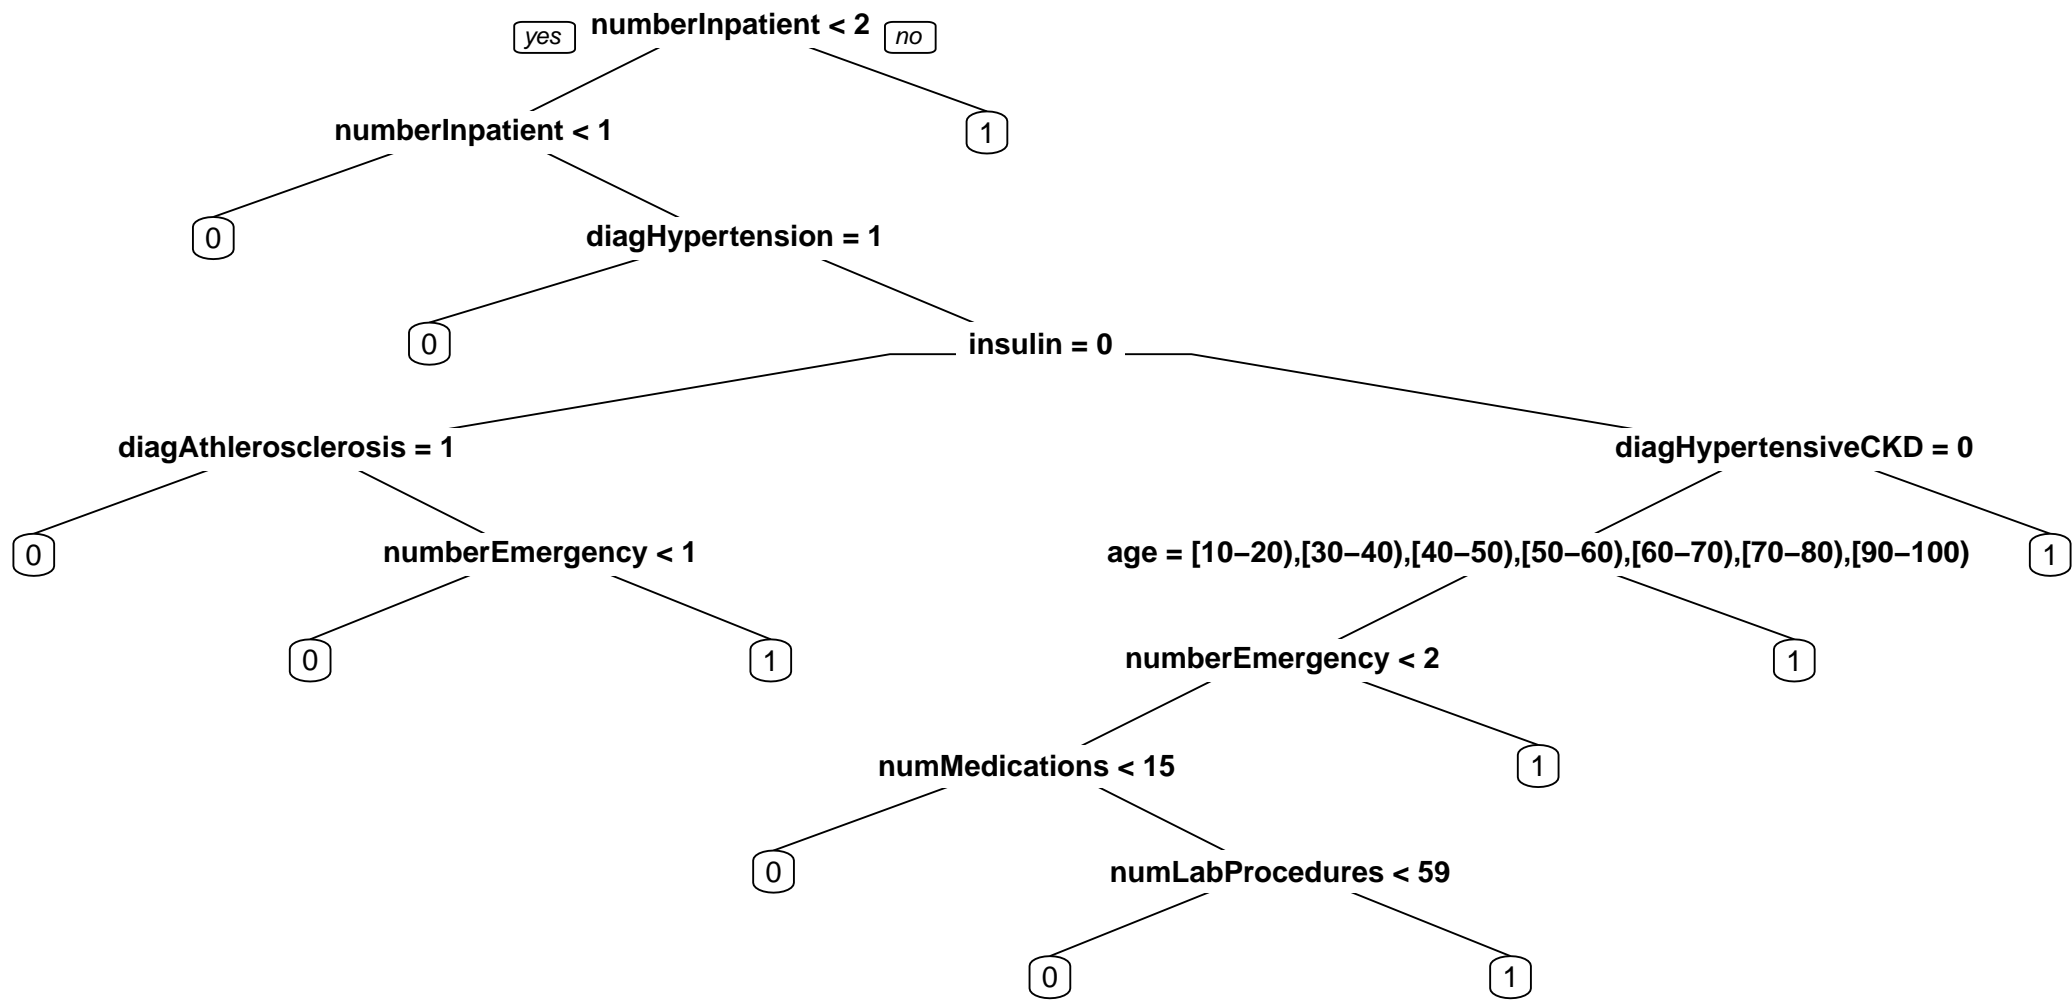 yes numberInpatient < 2 no
numberInpatient < 1
1
0
diagHypertension = 1
0
insulin = 0
diagAthlerosclerosis = 1
diagHypertensiveCKD = 0
0
numberEmergency < 1
age = [10−20),[30−40),[40−50),[50−60),[60−70),[70−80),[90−100)
1
0
1
numberEmergency < 2
1
numMedications < 15
1
0
numLabProcedures < 59
0
1